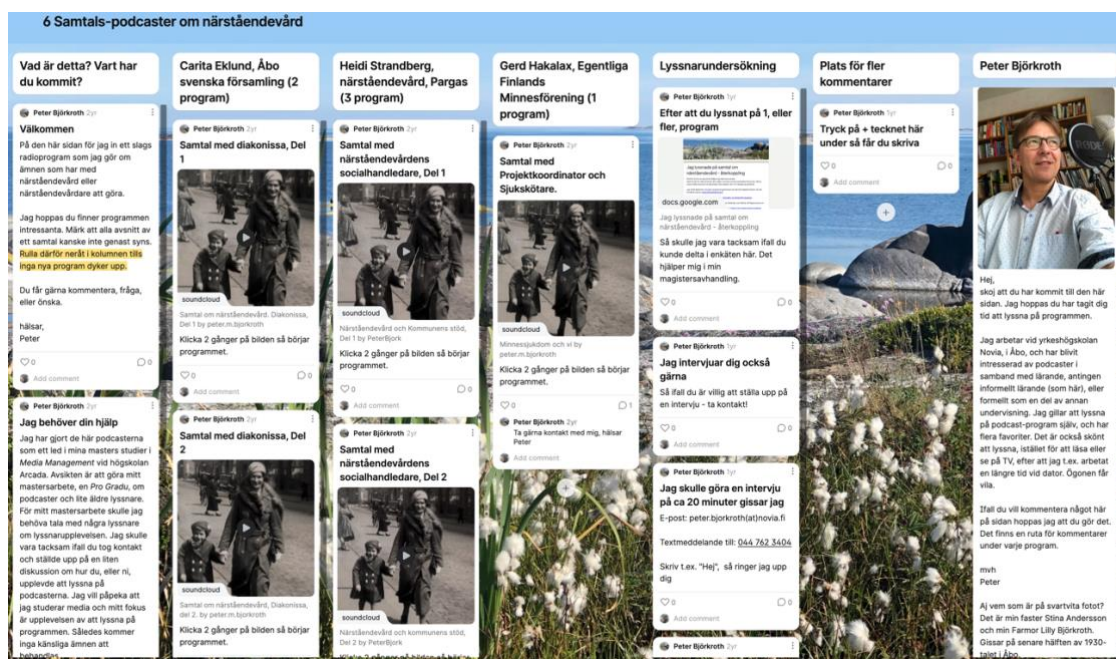 6 Samtals-podcaster om närståendevård
Vad är detta? Vart har
du kommit?
Peter Björkroth 2yr
Välkommen
På den här sidan för jag in ett slags
radioprogram som jag gör om
ämnen som har med
närståendevård eller
närståendevårdare att göra.
Jag hoppas du finner programmen
intressanta. Märk att alla avsnitt av
ett samtal kanske inte genast syns.
Rulla därför neråt i kolumnen tills
inga nya program dyker upp.
Du får gärna kommentera, fråga,
eller önska.
hälsar,
Peter
0
0
Add comment
Peter Björkroth 2yr
Jag behöver din hjälp
Jag har gjort de här podcasterna
som ett led i mina masters studier i
Media Management vid högskolan
Arcada. Avsikten är att göra mitt
mastersarbete, en Pro Gradu, om
podcaster och lite äldre lyssnare.
För mitt mastersarbete skulle jag
behöva tala med några lyssnare
om lyssnarupplevelsen. Jag skulle
vara tacksam ifall du tog kontakt
och ställde upp på en liten
diskussion om hur du, eller ni,
upplevde att lyssna på
podcasterna. Jag vill påpeka att
jag studerar media och mitt fokus
är upplevelsen av att lyssna på
programmen. Således kommer
inga känsliga ämnen att
behandlas
Carita Eklund, Åbo
svenska församling (2
program)
Peter Björkroth 2yr
Samtal med diakonissa, Del
1
soundcloud
Samtal om närståendevård. Diakonissa,
Del 1 by peter.m.bjorkroth
Klicka 2 gånger på bilden så börjar
programmet.
0
0
Add comment
Peter Björkroth 2yr
Samtal med diakonissa, Del
2
soundcloud
Samtal om närståendevård, Diakonissa,
del 2. by peter.m.bjorkroth
Klicka 2 gånger på bilden så börjar
programmet.
Heidi Strandberg,
närståendevård, Pargas
(3 program)
Peter Björkroth 2yr
Samtal med
närståendevårdens
socialhandledare, Del 1
soundcloud
Närståendevård och Kommunens stöd,
Del 1 by PeterBjork
Klicka 2 gånger på bilden så börjar
programmet.
0
0
Add comment
Peter Björkroth 2yr
Samtal med
närståendevårdens
socialhandledare, Del 2
soundcloud
Närståendevård och kommunens stöd,
Del 2 by PeterBjork
Klicka 2 gånger på bilden så börjar
Gerd Hakalax, Egentliga
Finlands
Minnesförening (1
program)
Peter Björkroth 2yr
Samtal med
Projektkoordinator och
Sjukskötare.
soundcloud
Minnessjukdom och vi by
peter.m.bjorkroth
Klicka 2 gånger på bilden så börjar
programmet.
0
1
Peter Björkroth 2yr
Ta gärna kontakt med mig, hälsar
Peter
Add comment
Lyssnarundersökning
Peter Björkroth 1yr
Efter att du lyssnat på 1, eller
fler, program
docs.google.com
Jag lyssnade på samtal om
närståendevård - återkoppling
Så skulle jag vara tacksam ifall du
kunde delta i enkäten här. Det
hjälper mig i min
magistersavhandling.
0
0
Add comment
Peter Björkroth 1yr
Jag intervjuar dig också
gärna
Så ifall du är villig att ställa upp på
en intervju - ta kontakt!
0
0
Add comment
Peter Björkroth 1yr
Jag skulle göra en intervju
på ca 20 minuter gissar jag
E-post: peter.bjorkroth(at)novia.fi
Textmeddelande till: 044 762 3404
Skriv t.ex. "Hej", så ringer jag upp
dig
0
0
Add comment
Peter Björkroth 2yr
Plats för fler
kommentarer
Peter Björkroth 1yr
Tryck på + tecknet här
under så får du skriva
0
0
Add comment
Peter Björkroth
RØDE
Hej,
skoj att du har kommit till den här
sidan. Jag hoppas du har tagit dig
tid att lyssna på programmen.
Jag arbetar vid yrkeshögskolan
Novia, i Åbo, och har blivit
intresserad av podcaster i
samband med lärande, antingen
informellt lärande (som här), eller
formellt som en del av annan
undervisning. Jag gillar att lyssna
på podcast-program själv, och har
flera favoriter. Det är också skönt
att lyssna, istället för att läsa eller
se på TV, efter att jag t.ex. arbetat
en längre tid vid dator. Ögonen får
vila.
Ifall du vill kommentera något här
på sidan hoppas jag att du gör det.
Det finns en ruta för kommentarer
under varje program.
mvh
Peter
Aj vem som är på svartvita fotot?
Det är min faster Stina Andersson
och min Farmor Lilly Björkroth.
Gissar på senare hälften av 1930-
talet i Åbo.